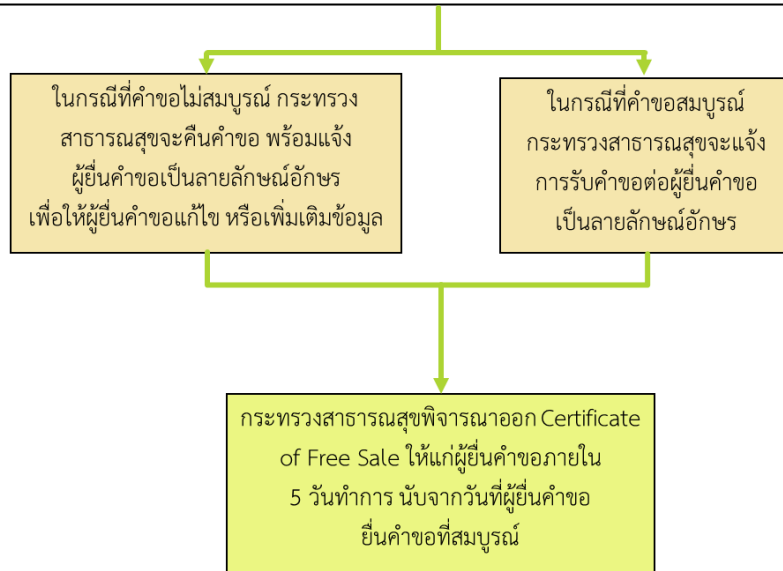 ในกรณีที่คำขอไม่สมบูรณ์ กระทรวง
สาธารณสุขจะคืนคำขอ พร้อมแจ้ง
ผู้ยื่นคำขอเป็นลายลักษณ์อักษร
เพื่อให้ผู้ยื่นคำขอแก้ไข หรือเพิ่มเติมข้อมูล
ในกรณีที่คำขอสมบูรณ์
กระทรวงสาธารณสุขจะแจ้ง
การรับคำขอต่อผู้ยื่นคำขอ
เป็นลายลักษณ์อักษร
กระทรวงสาธารณสุขพิจารณาออก Certificate
of Free Sale ให้แก่ผู้ยื่นคำขอภายใน
5 วันทำการ นับจากวันที่ผู้ยื่นคำขอ
ยื่นคำขอที่สมบูรณ์